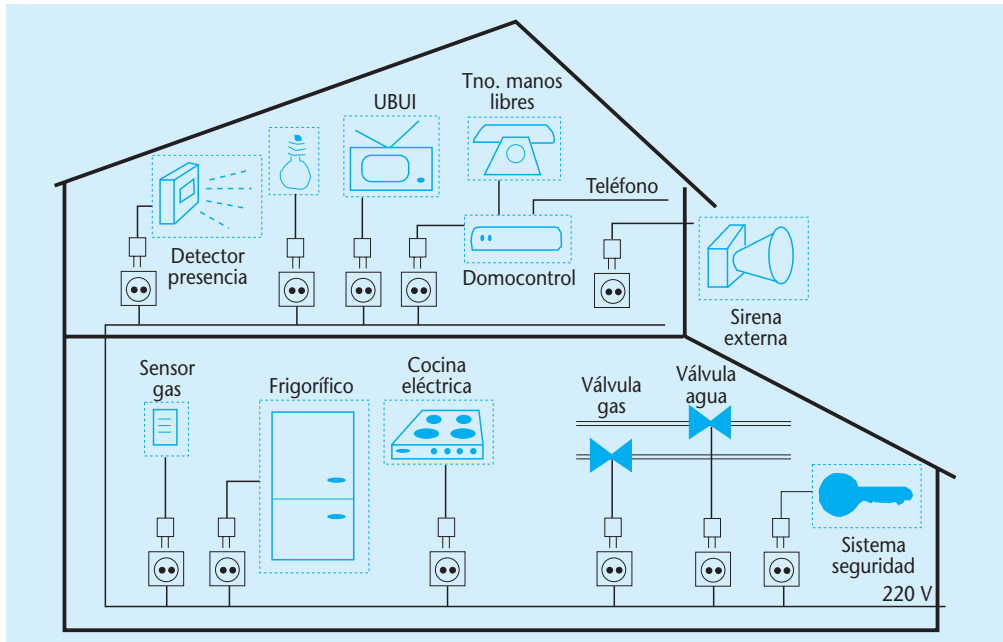 Tno. manos
libres
UBUI
Teléfono
Detector
presencia
Domocontrol
Sirena
externa
Sensor
gas
Frigorífico
Cocina
eléctrica
Válvula
gas
Válvula
agua
Sistema
seguridad
220 V